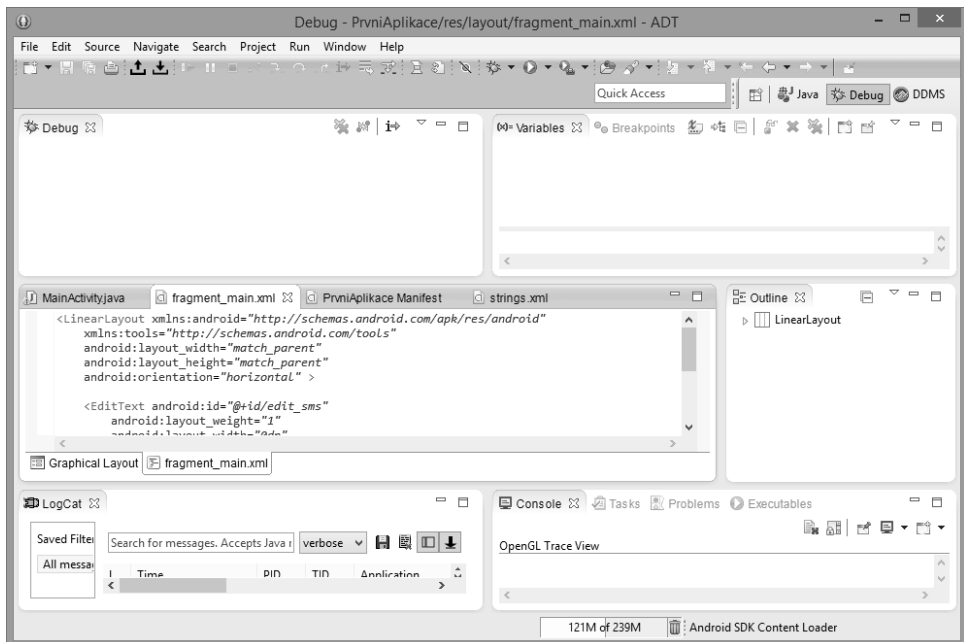 Debug - PrvniAplikace/res/layout/fragment_main.xml - ADT
File Edit Source Navigate Search Project Run Window Help
Quick Access
Java Debug DDMS
Debug
(x)= Variables Breakpoints
MainActivity.java fragment_main.xml PrvniAplikace Manifest strings.xml
<LinearLayout xmlns:android="http://schemas.android.com/apk/res/android"
xmlns:tools="http://schemas.android.com/tools"
android:layout_width="match_parent"
android:layout_height="match_parent"
android:orientation="horizontal" >
<EditText android:id="@+id/edit_sms"
android:layout_weight="1"
android:layout_width="0dp"
Graphical Layout fragment_main.xml
Outline
LinearLayout
LogCat
Saved Filter
All messa
Search for messages. Accepts Java r verbose
L Time PID TID Application
Console Tasks Problems Executables
OpenGL Trace View
121M of 239M Android SDK Content Loader